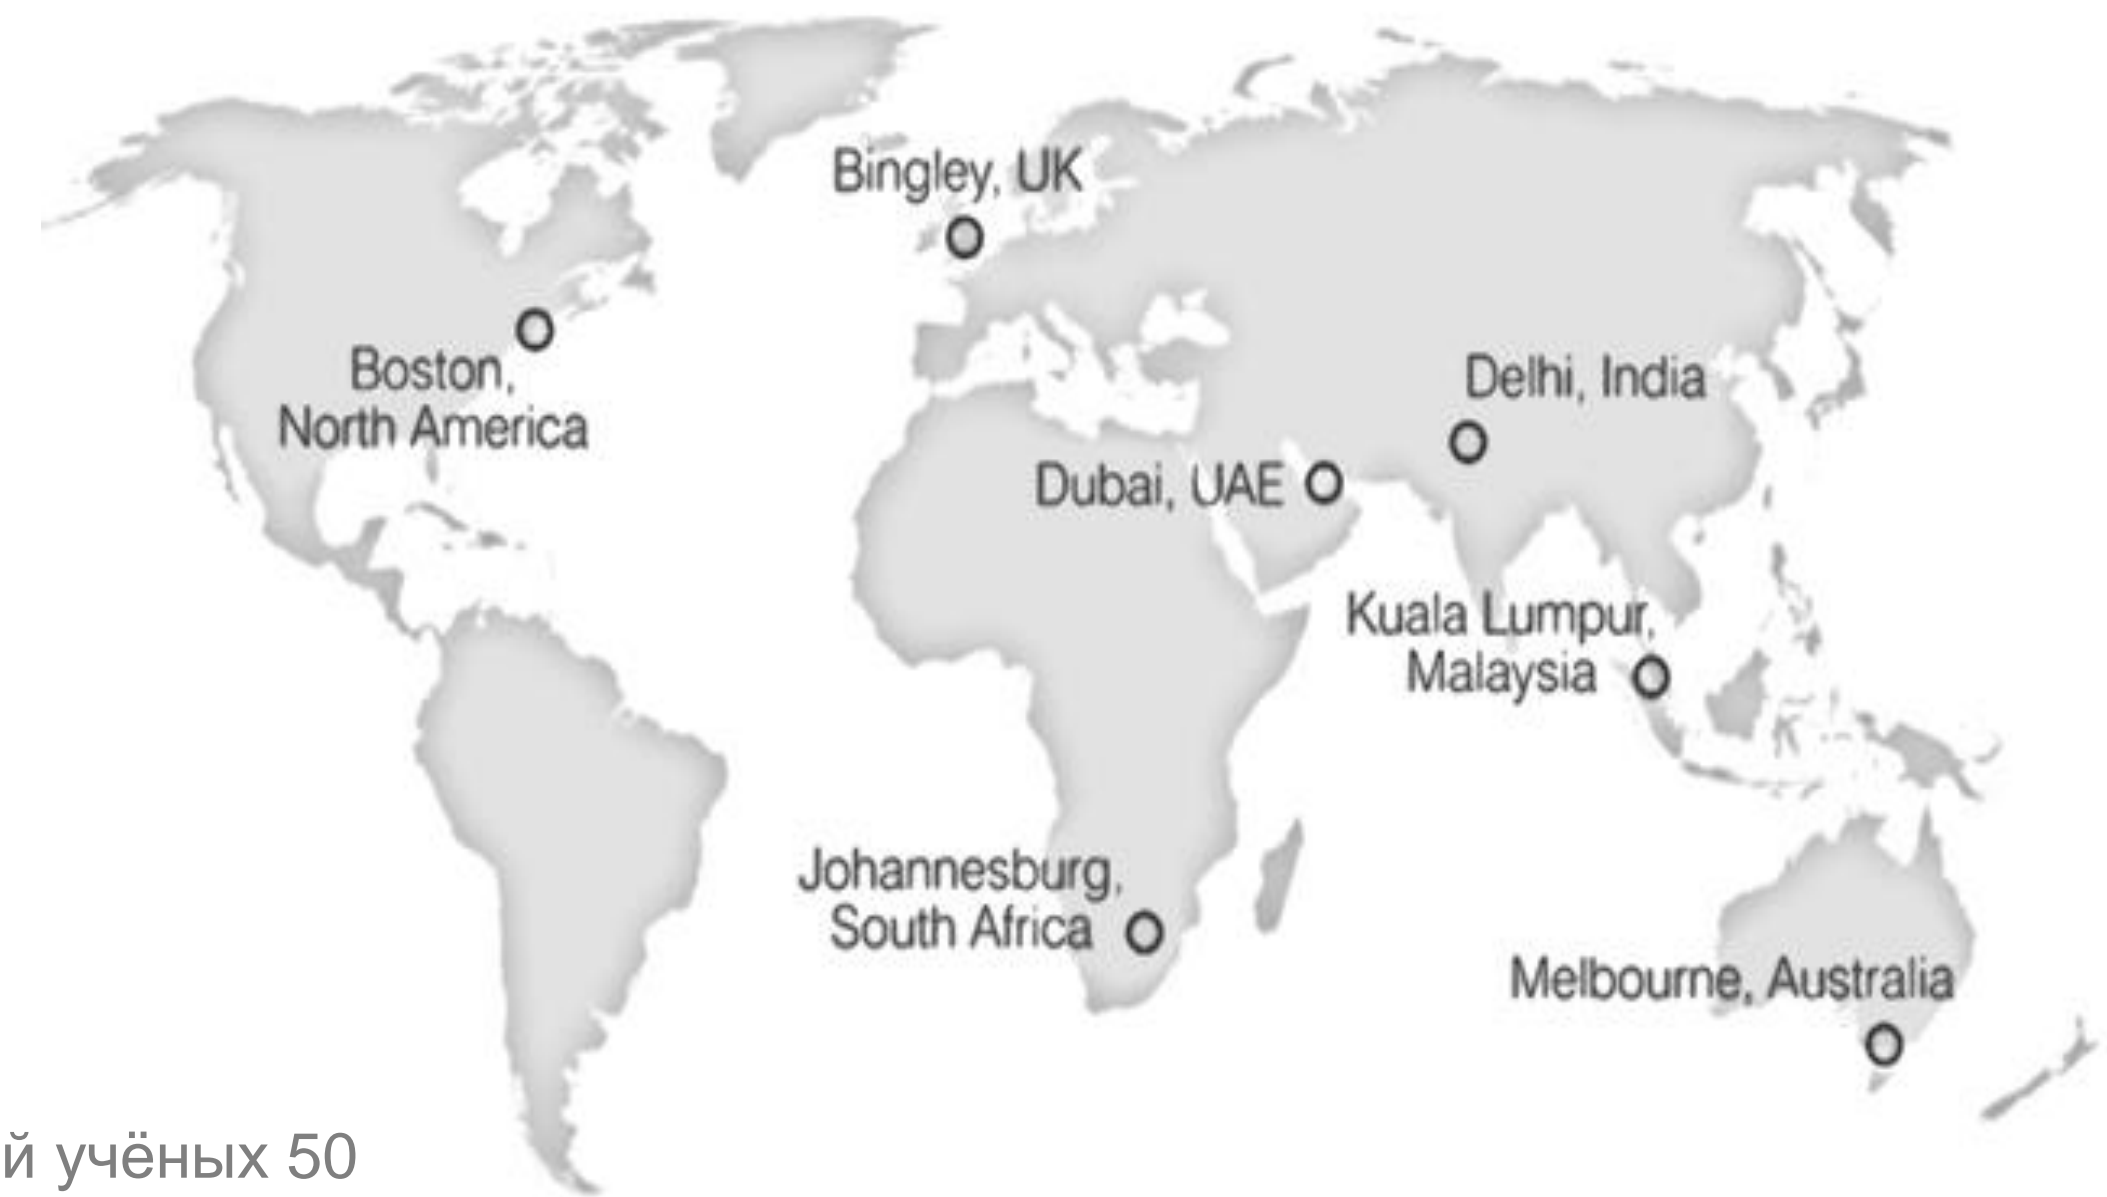 Bingley, UK
Boston,
North America
Delhi, India
Dubai, UAE
Kuala Lumpur,
Malaysia
Johannesburg,
South Africa
Melbourne, Australia
й учёных 50